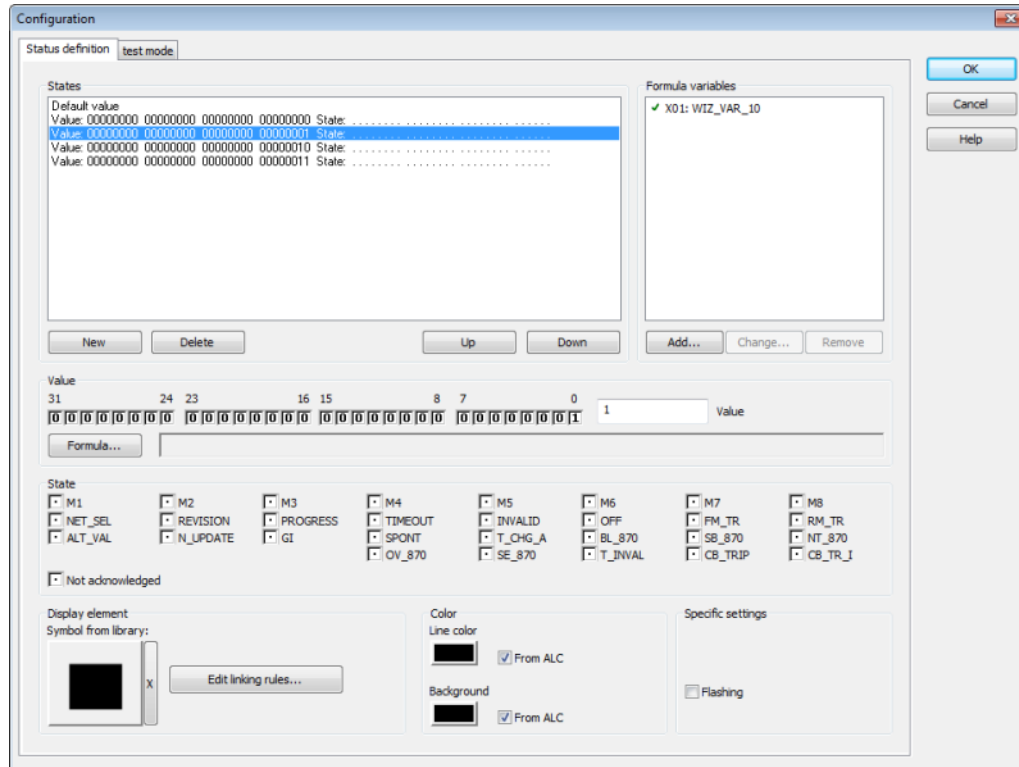 Configuration
Status definition test mode
States
Default value
Value: 00000000 00000000 00000000 00000000 State: . . . . . . . . . . . . . . . . . . . . . . . . . . . . . .
Value: 00000000 00000000 00000000 00000001 State: . . . . . . . . . . . . . . . . . . . . . . . . . . . . . .
Value: 00000000 00000000 00000000 00000010 State: . . . . . . . . . . . . . . . . . . . . . . . . . . . . . .
Value: 00000000 00000000 00000000 00000011 State: . . . . . . . . . . . . . . . . . . . . . . . . . . . . . .
New Delete Up Down
Formula variables
X01: WIZ_VAR_10
Add... Change... Remove
OK
Cancel
Help
Value
31 24 23 16 15 8 7 0
0 0 0 0 0 0 0 0 0 0 0 0 0 0 0 0 0 0 0 0 0 0 0 0 0 0 0 0 0 0 0 1 1 Value
Formula...
State
M1 M2 M3 M4 M5 M6 M7 M8
NET_SEL REVISION PROGRESS TIMEOUT INVALID OFF FM_TR RM_TR
ALT_VAL N_UPDATE GI SPONT T_CHG_A BL_870 SB_870 NT_870
OV_870 SE_870 T_INVAL CB_TRIP CB_TR_I
Not acknowledged
Display element
Symbol from library:
X
Edit linking rules...
Color
Line color
From ALC
Background
From ALC
Specific settings
Flashing